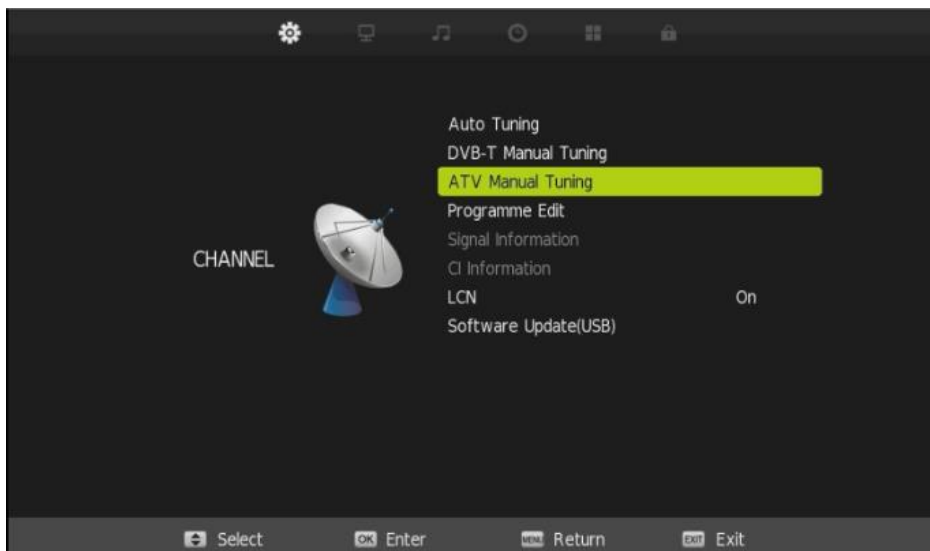 Auto Tuning
DVB-T Manual Tuning
ATV Manual Tuning
Programme Edit
Signal Information
CI Information
LCN On
Software Update(USB)
CHANNEL
Select OK Enter MENU Return EXIT Exit